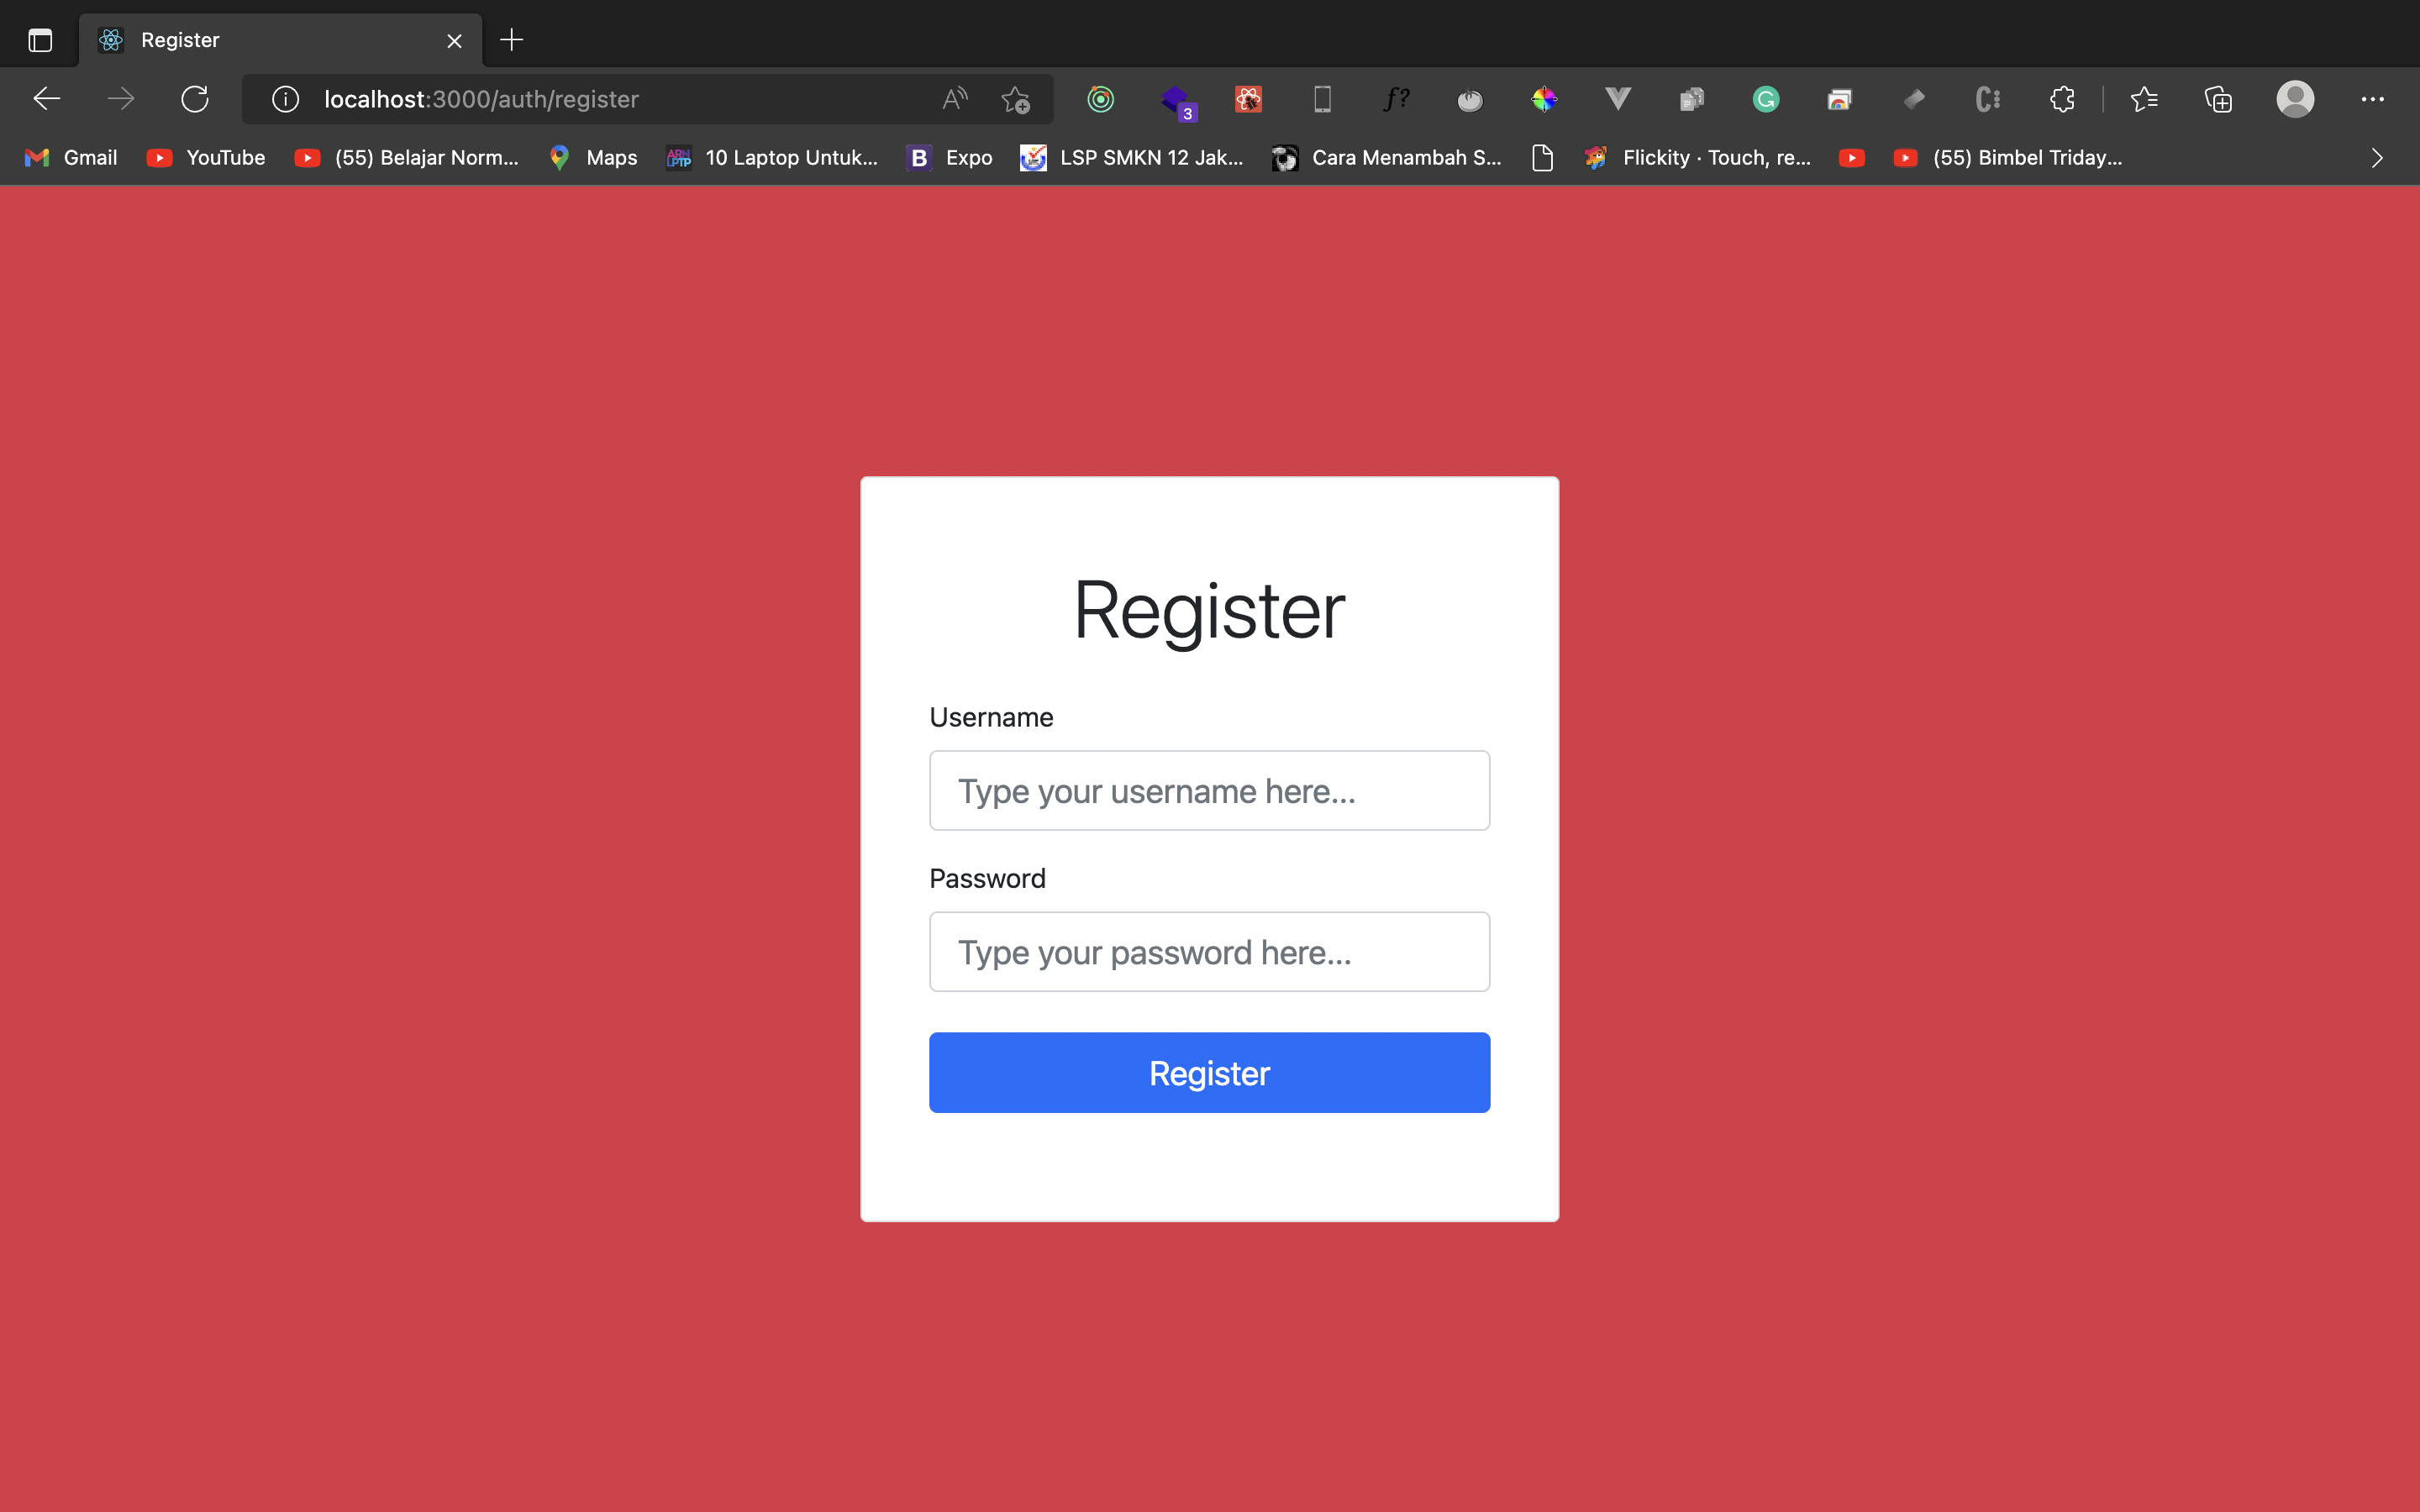 Register
localhost:3000/auth/register
3
Gmail YouTube (55) Belajar Norm... Maps 10 Laptop Untuk... Expo LSP SMKN 12 Jak... Cara Menambah S... Flickity · Touch, re... (55) Bimbel Triday...
Register
Username
Type your username here...
Password
Type your password here...
Register